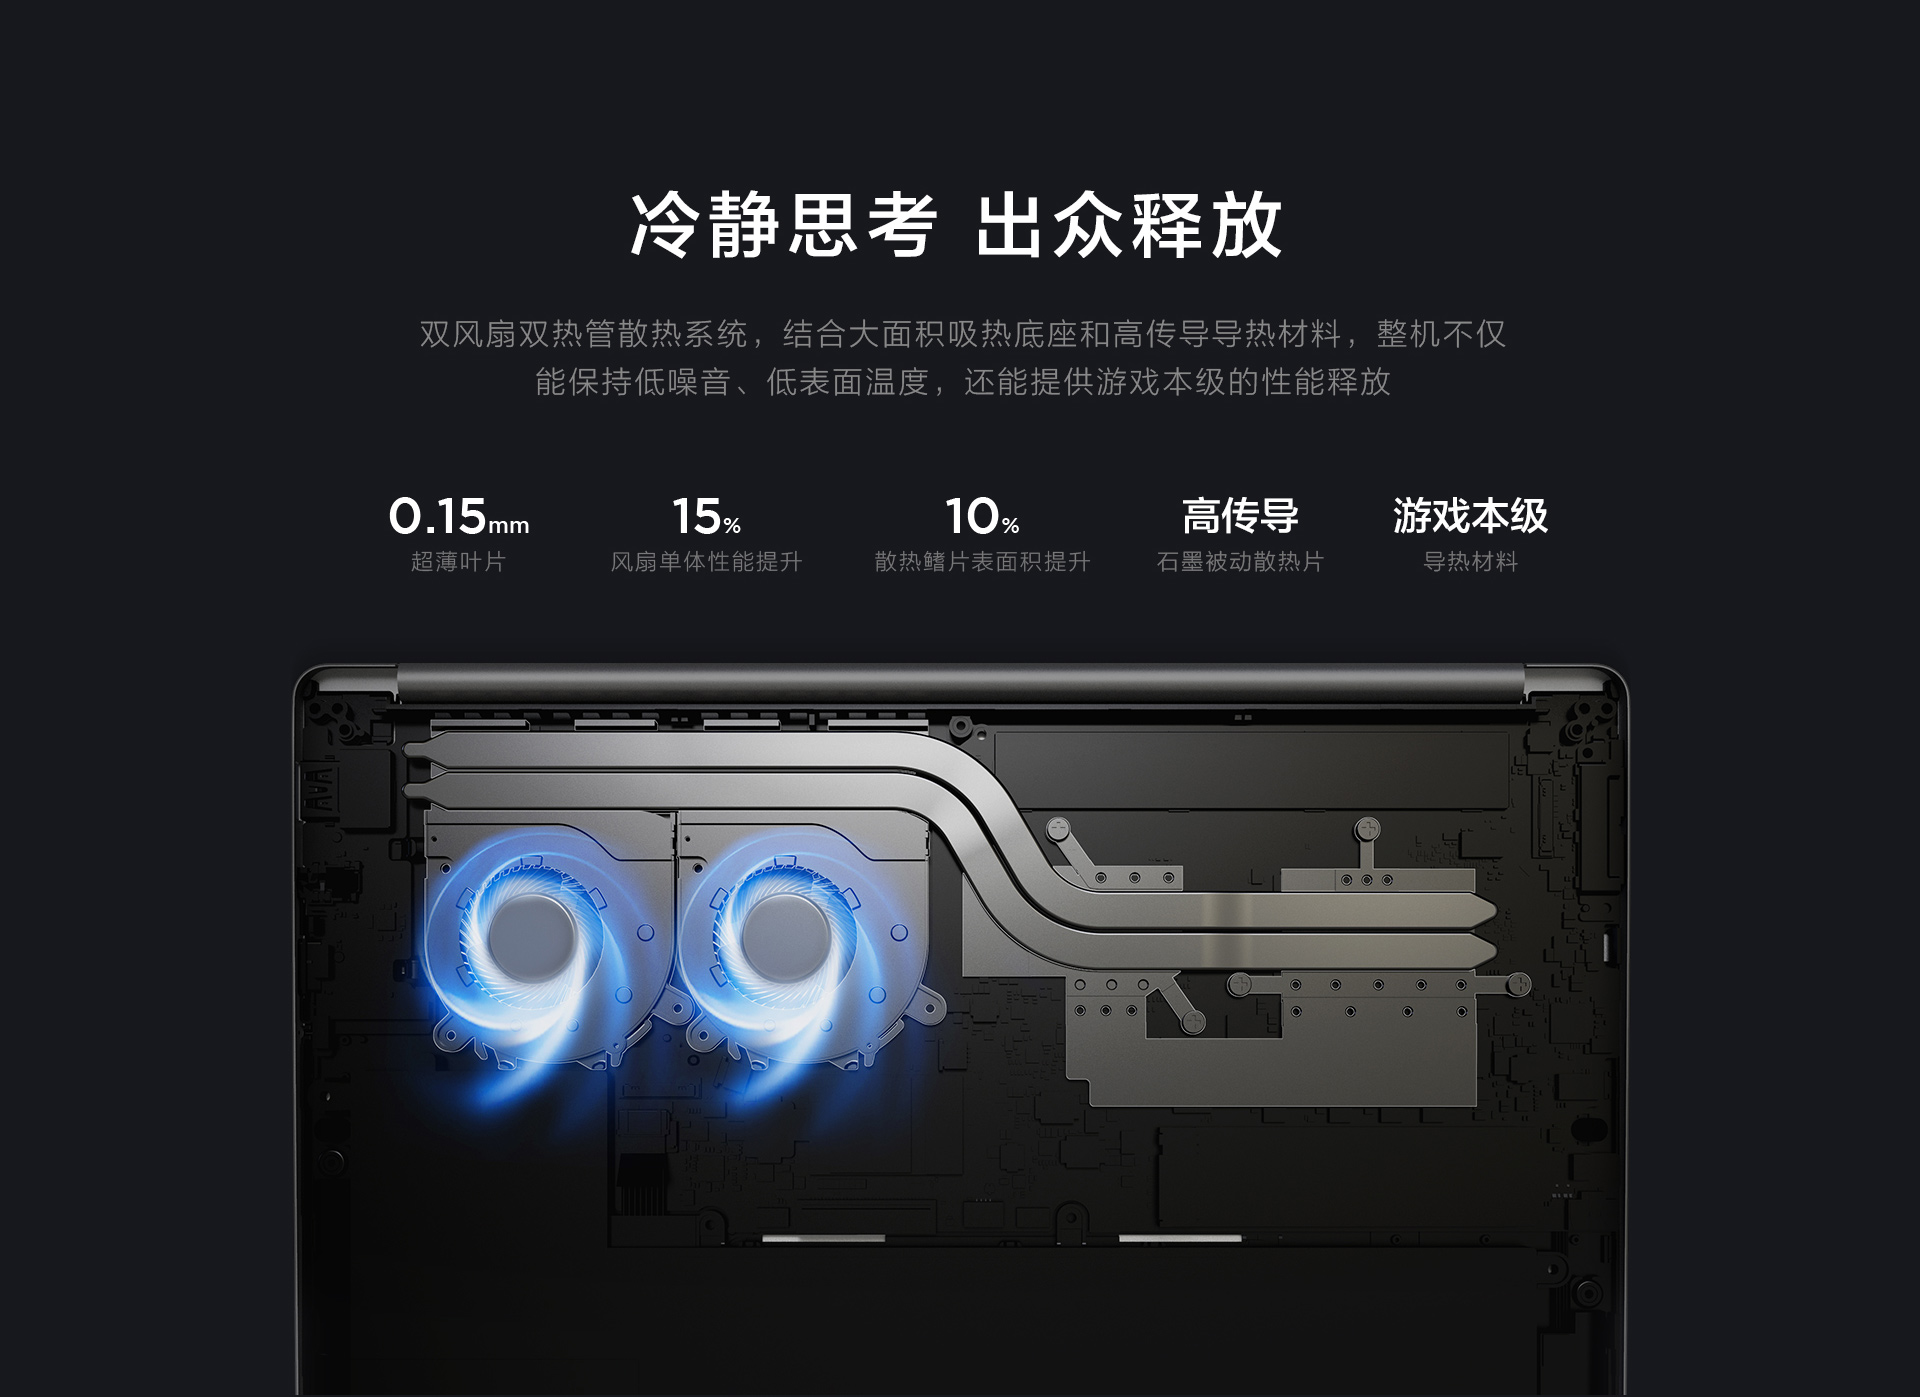 冷静思考 出众释放
双风扇双热管散热系统，结合大面积吸热底座和高传导导热材料，整机不仅
能保持低噪音、低表面温度，还能提供游戏本级的性能释放
0.15mm 15% 10% 高传导 游戏本级
超薄叶片 风扇单体性能提升 散热鳍片表面积提升 石墨被动散热片 导热材料